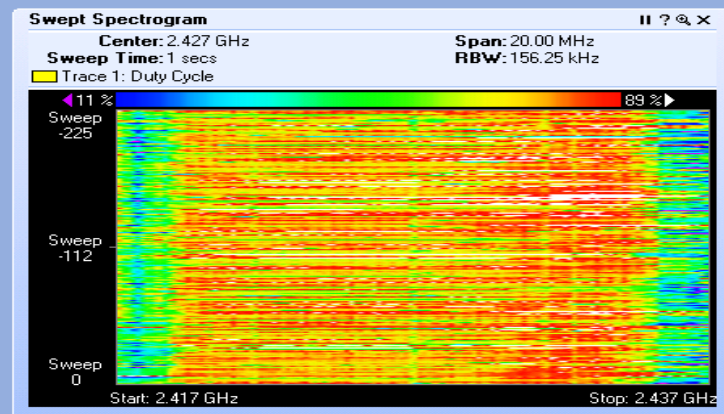 Swept Spectrogram
Center: 2.427 GHz Span: 20.00 MHz
Sweep Time: 1 secs RBW: 156.25 kHz
Trace 1: Duty Cycle
11 % 89 %
Sweep
-225
Sweep
-112
Sweep
0
Start: 2.417 GHz Stop: 2.437 GHz